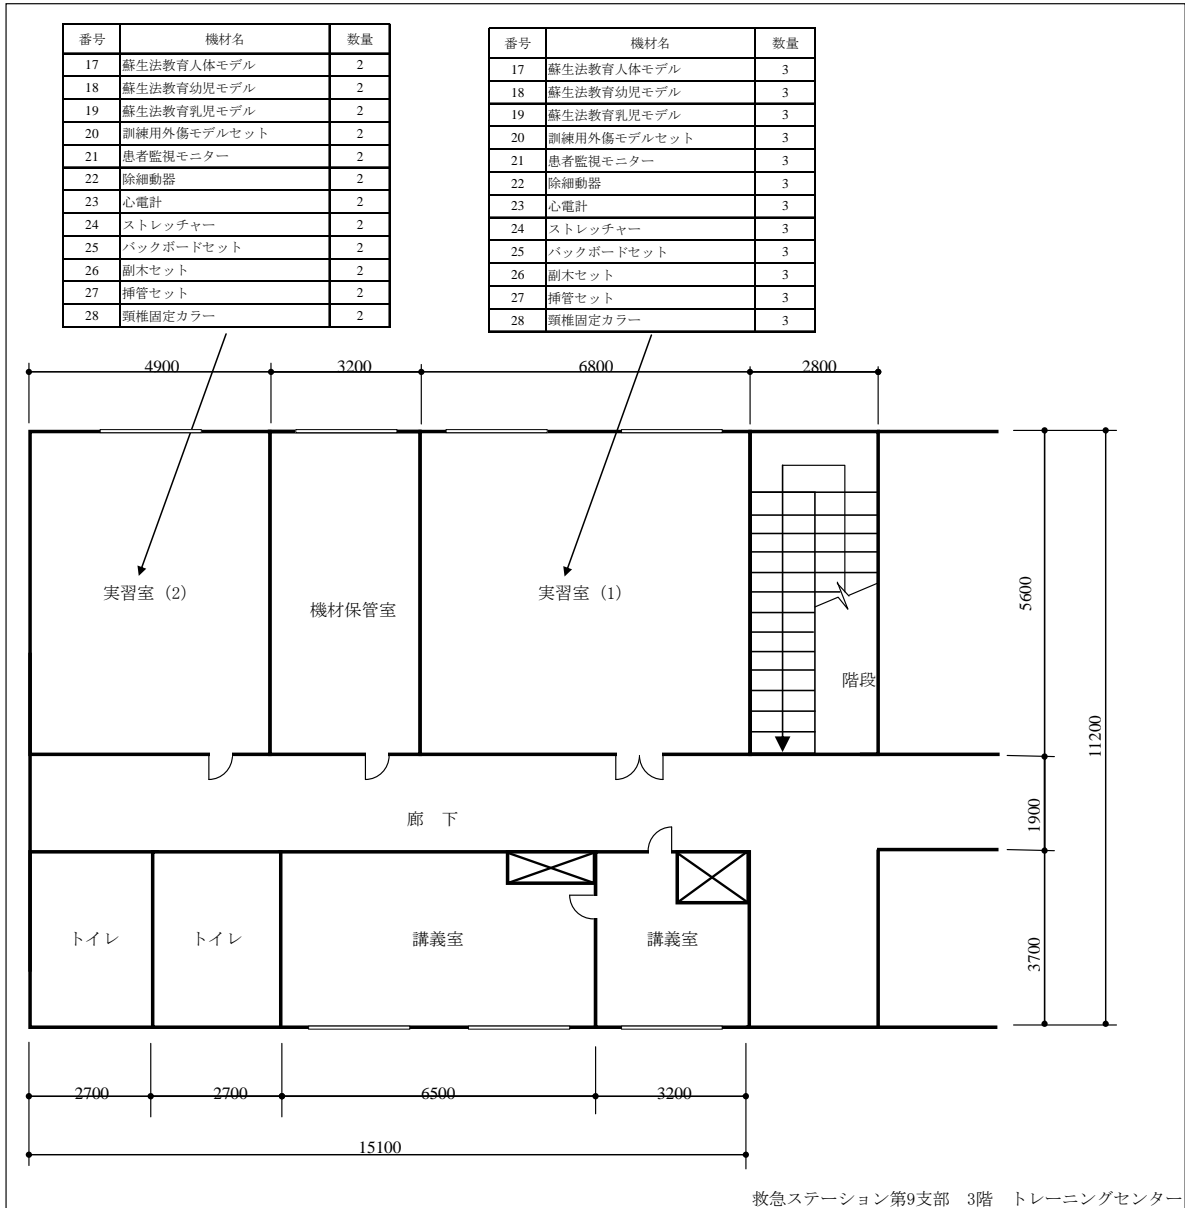 番号 機材名 数量
17 蘇生法教育人体モデル 2
18 蘇生法教育幼児モデル 2
19 蘇生法教育乳児モデル 2
20 訓練用外傷モデルセット 2
21 患者監視モニター 2
22 除細動器 2
23 心電計 2
24 ストレッチャー 2
25 バックボードセット 2
26 副木セット 2
27 挿管セット 2
28 頸椎固定カラー 2
番号 機材名 数量
17 蘇生法教育人体モデル 3
18 蘇生法教育幼児モデル 3
19 蘇生法教育乳児モデル 3
20 訓練用外傷モデルセット 3
21 患者監視モニター 3
22 除細動器 3
23 心電計 3
24 ストレッチャー 3
25 バックボードセット 3
26 副木セット 3
27 挿管セット 3
28 頸椎固定カラー 3
4900 3200 6800 2800
実習室（2）
機材保管室
実習室（1）
階段
5600
11200
廊　下
1900
トイレ
トイレ
講義室
講義室
3700
2700 2700 6500 3200
15100
救急ステーション第9支部　3階　トレーニングセンター